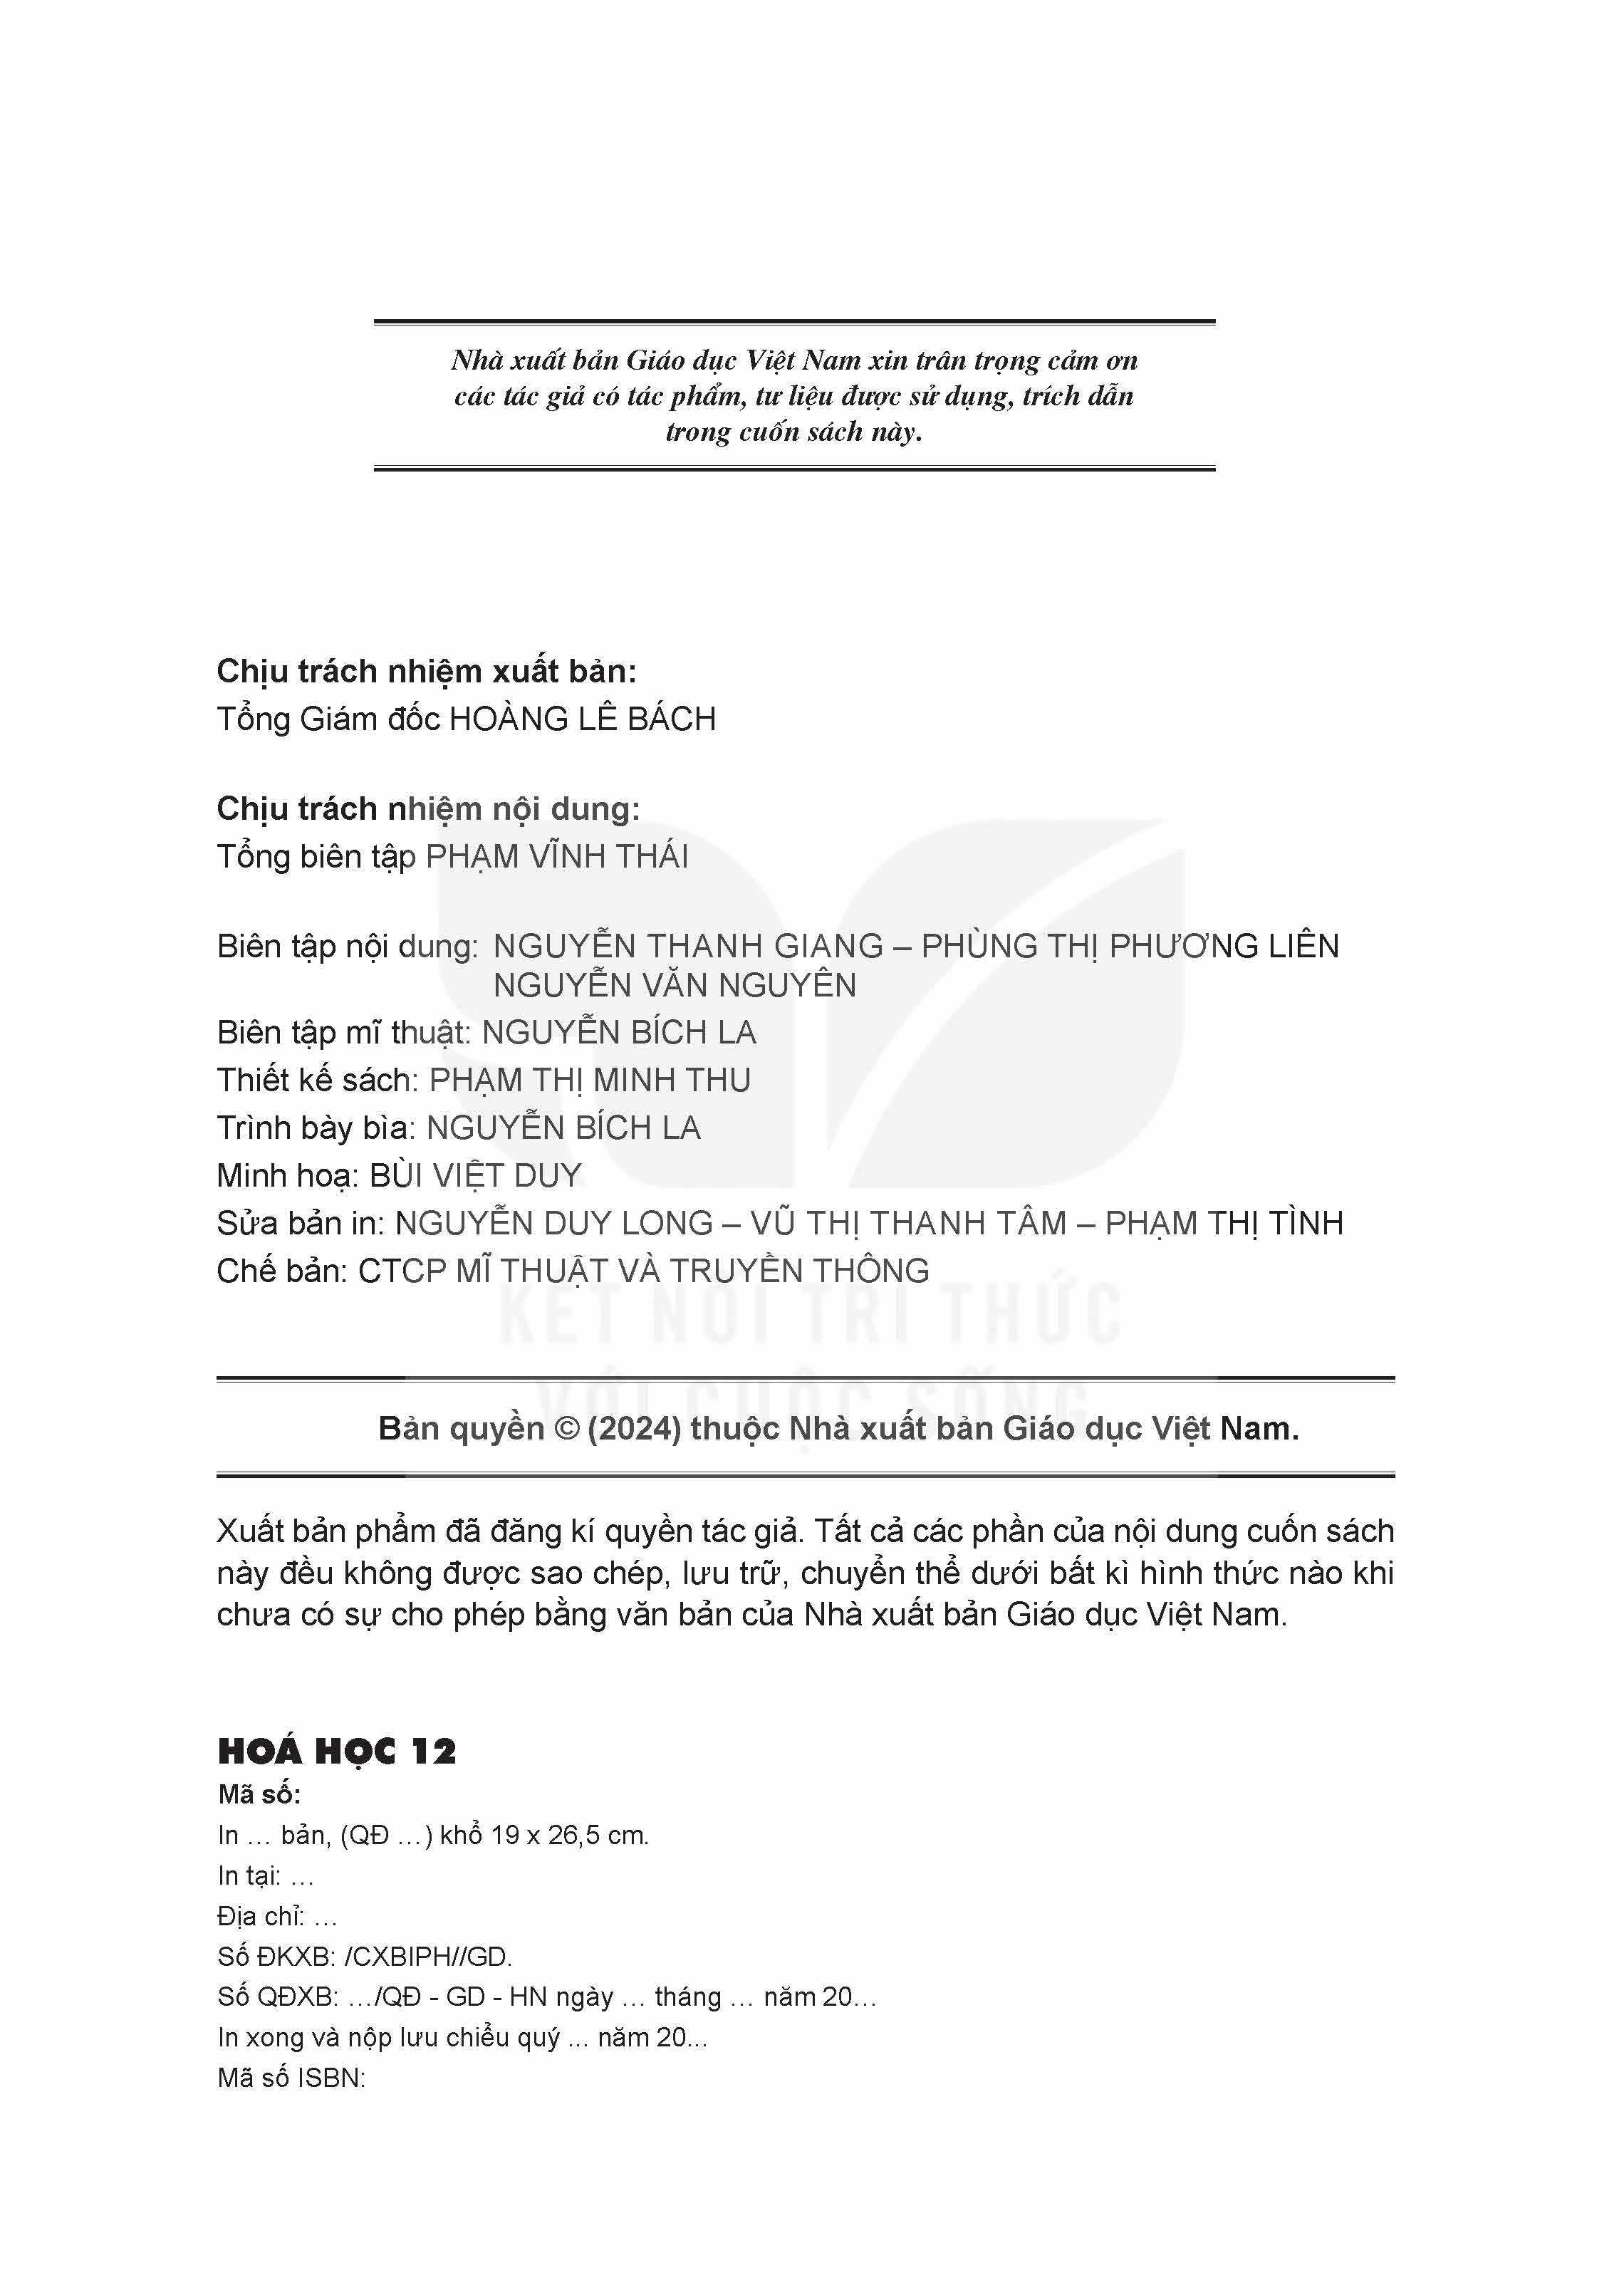 Nhà xuất bản Giáo dục Việt Nam xin trân trọng cảm ơn
các tác giả có tác phẩm, tư liệu được sử dụng, trích dẫn
trong cuốn sách này.
Chịu trách nhiệm xuất bản:
Tổng Giám đốc HOÀNG LÊ BÁCH
Chịu trách nhiệm nội dung:
Tổng biên tập PHẠM VĨNH THÁI
Biên tập nội dung: NGUYỄN THANH GIANG – PHÙNG THỊ PHƯƠNG LIÊN
NGUYỄN VĂN NGUYÊN
Biên tập mĩ thuật: NGUYỄN BÍCH LA
Thiết kế sách: PHẠM THỊ MINH THU
Trình bày bìa: NGUYỄN BÍCH LA
Minh hoạ: BÙI VIỆT DUY
Sửa bản in: NGUYỄN DUY LONG – VŨ THỊ THANH TÂM – PHẠM THỊ TÌNH
Chế bản: CTCP MĨ THUẬT VÀ TRUYỀN THÔNG
KẾT NỐI TRI THỨC
VỚI CUỘC SỐNG
Bản quyền © (2024) thuộc Nhà xuất bản Giáo dục Việt Nam.
Xuất bản phẩm đã đăng kí quyền tác giả. Tất cả các phần của nội dung cuốn sách
này đều không được sao chép, lưu trữ, chuyển thể dưới bất kì hình thức nào khi
chưa có sự cho phép bằng văn bản của Nhà xuất bản Giáo dục Việt Nam.
HOÁ HỌC 12
Mã số:
In … bản, (QĐ …) khổ 19 x 26,5 cm.
In tại: …
Địa chỉ: …
Số ĐKXB: /CXBIPH//GD.
Số QĐXB: …/QĐ - GD - HN ngày … tháng … năm 20…
In xong và nộp lưu chiểu quý ... năm 20...
Mã số ISBN: